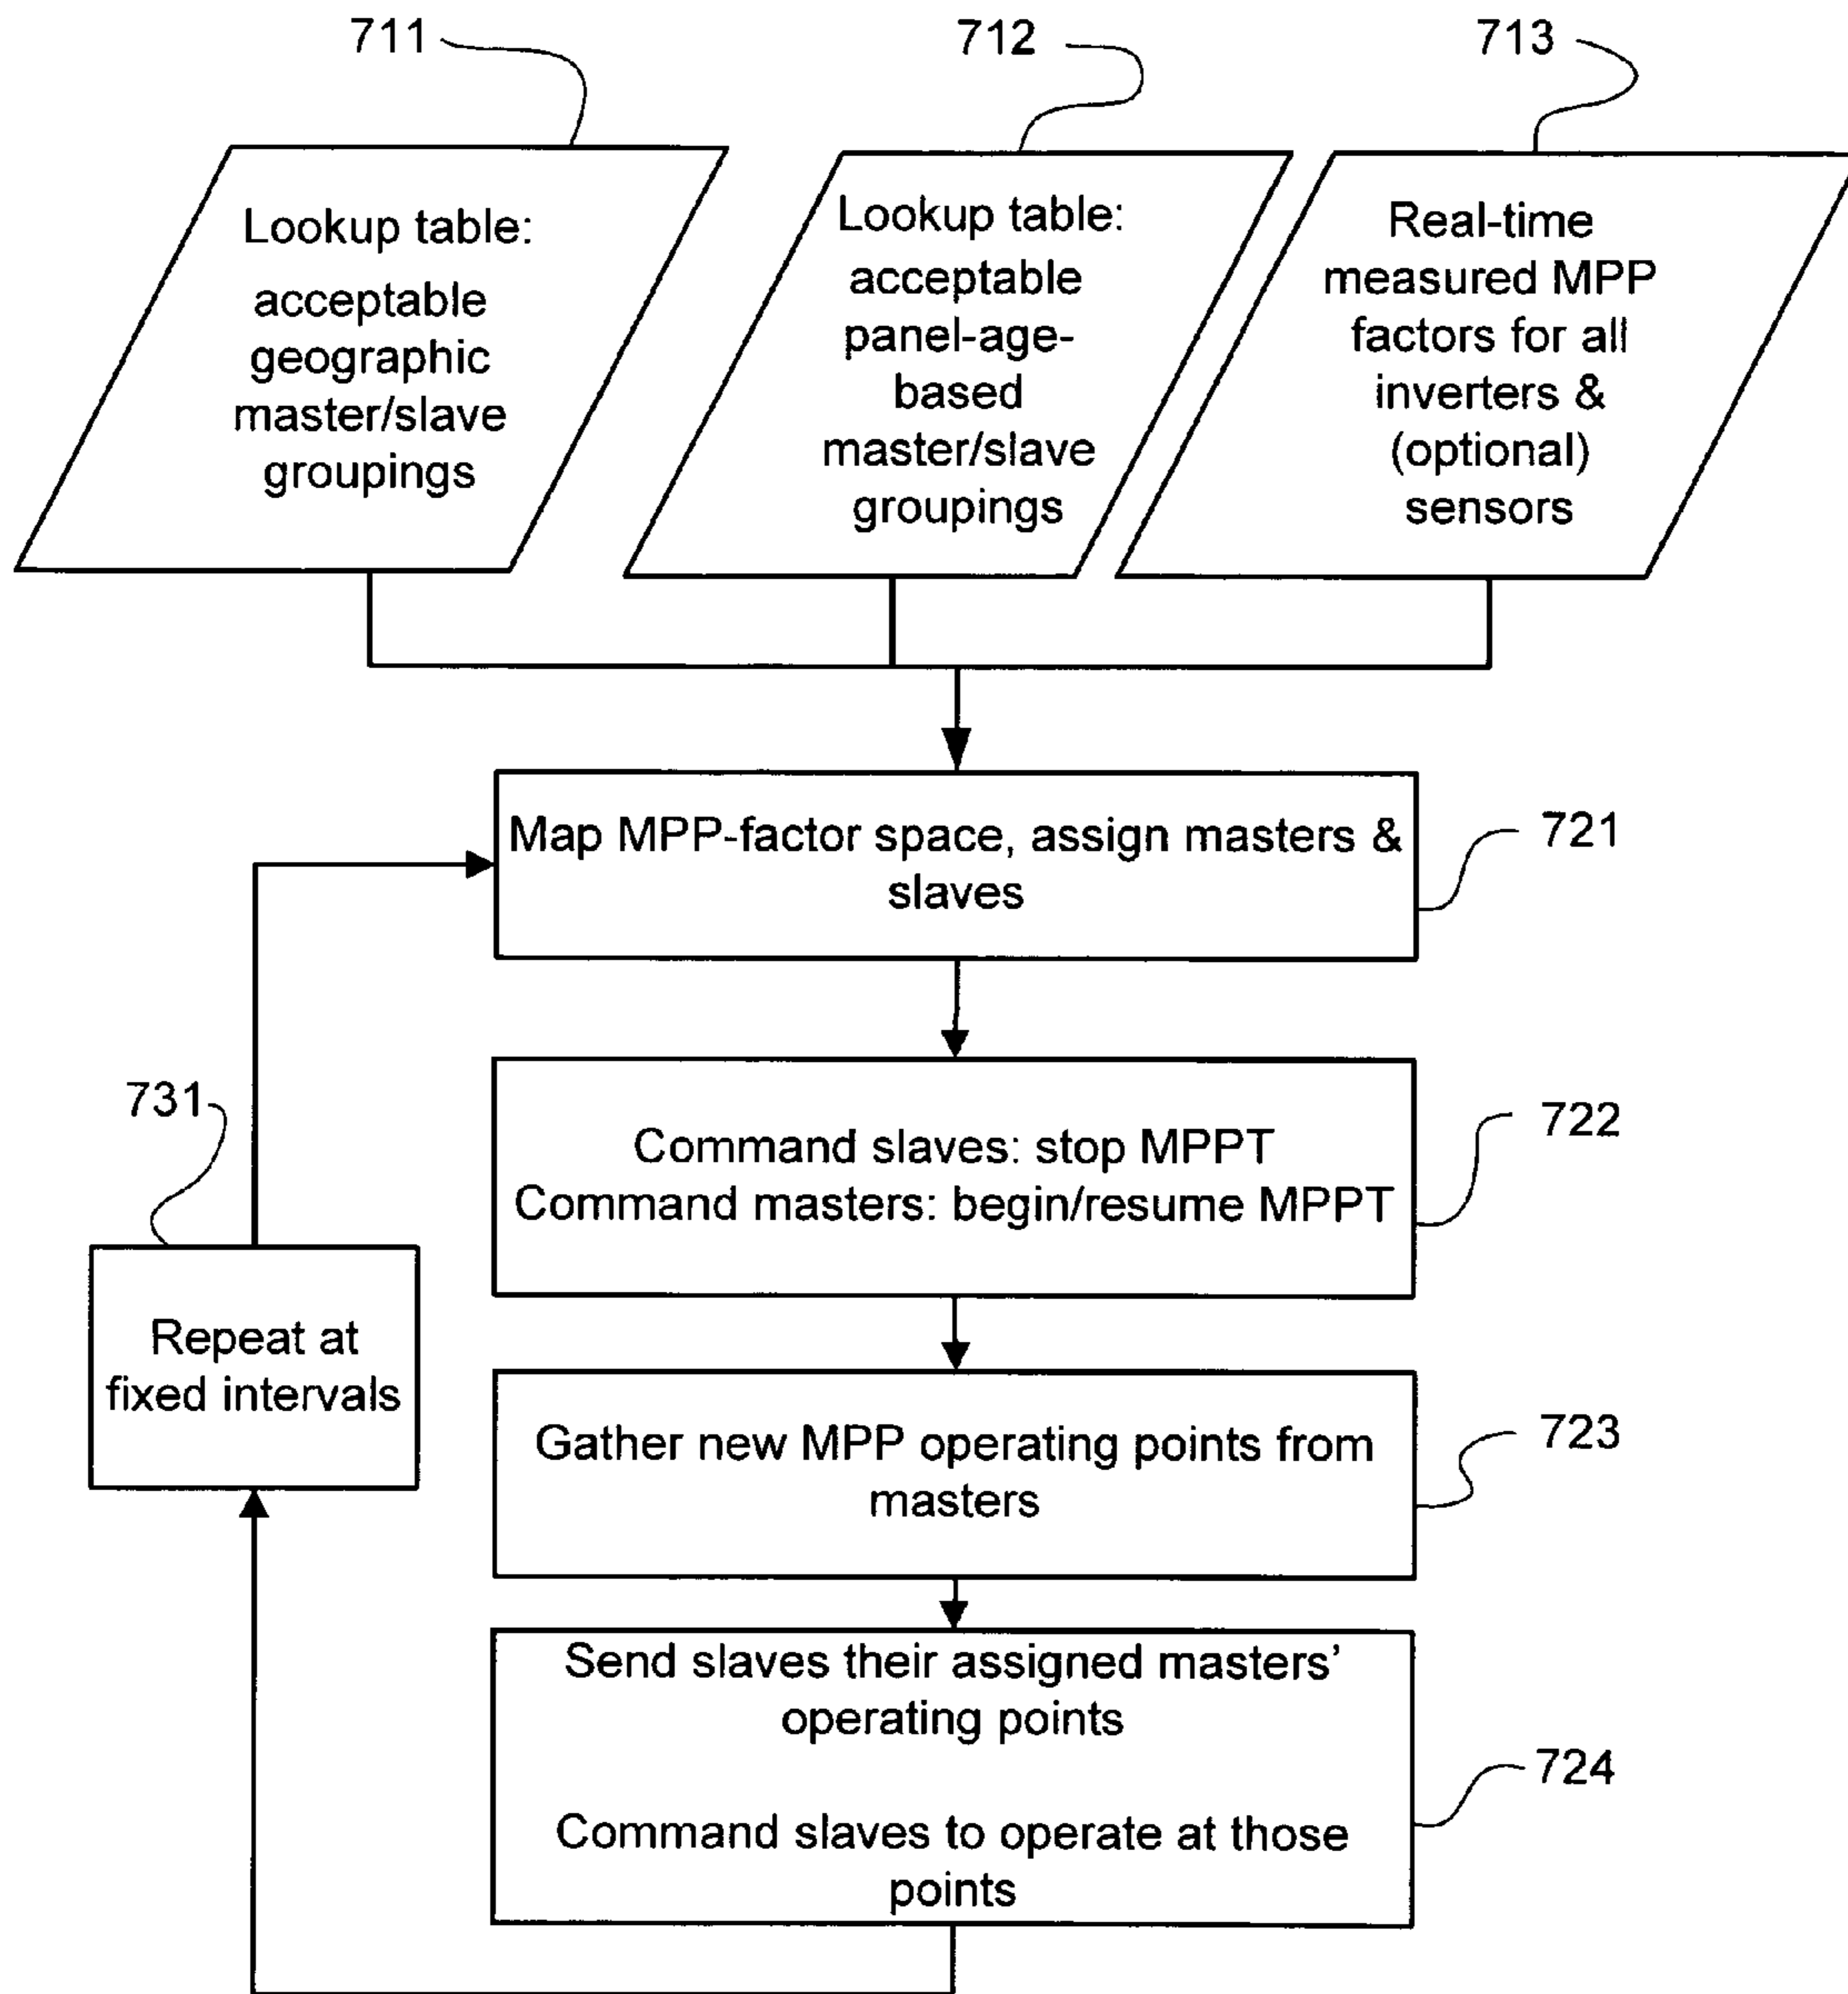 711
712
713
Lookup table:
acceptable
geographic
master/slave
groupings
Lookup table:
acceptable
panel-age-
based
master/slave
groupings
Real-time
measured MPP
factors for all
inverters &
(optional)
sensors
Map MPP-factor space, assign masters &
slaves
721
Command slaves: stop MPPT
Command masters: begin/resume MPPT
722
731
Repeat at
fixed intervals
Gather new MPP operating points from
masters
723
Send slaves their assigned masters’
operating points
Command slaves to operate at those
points
724